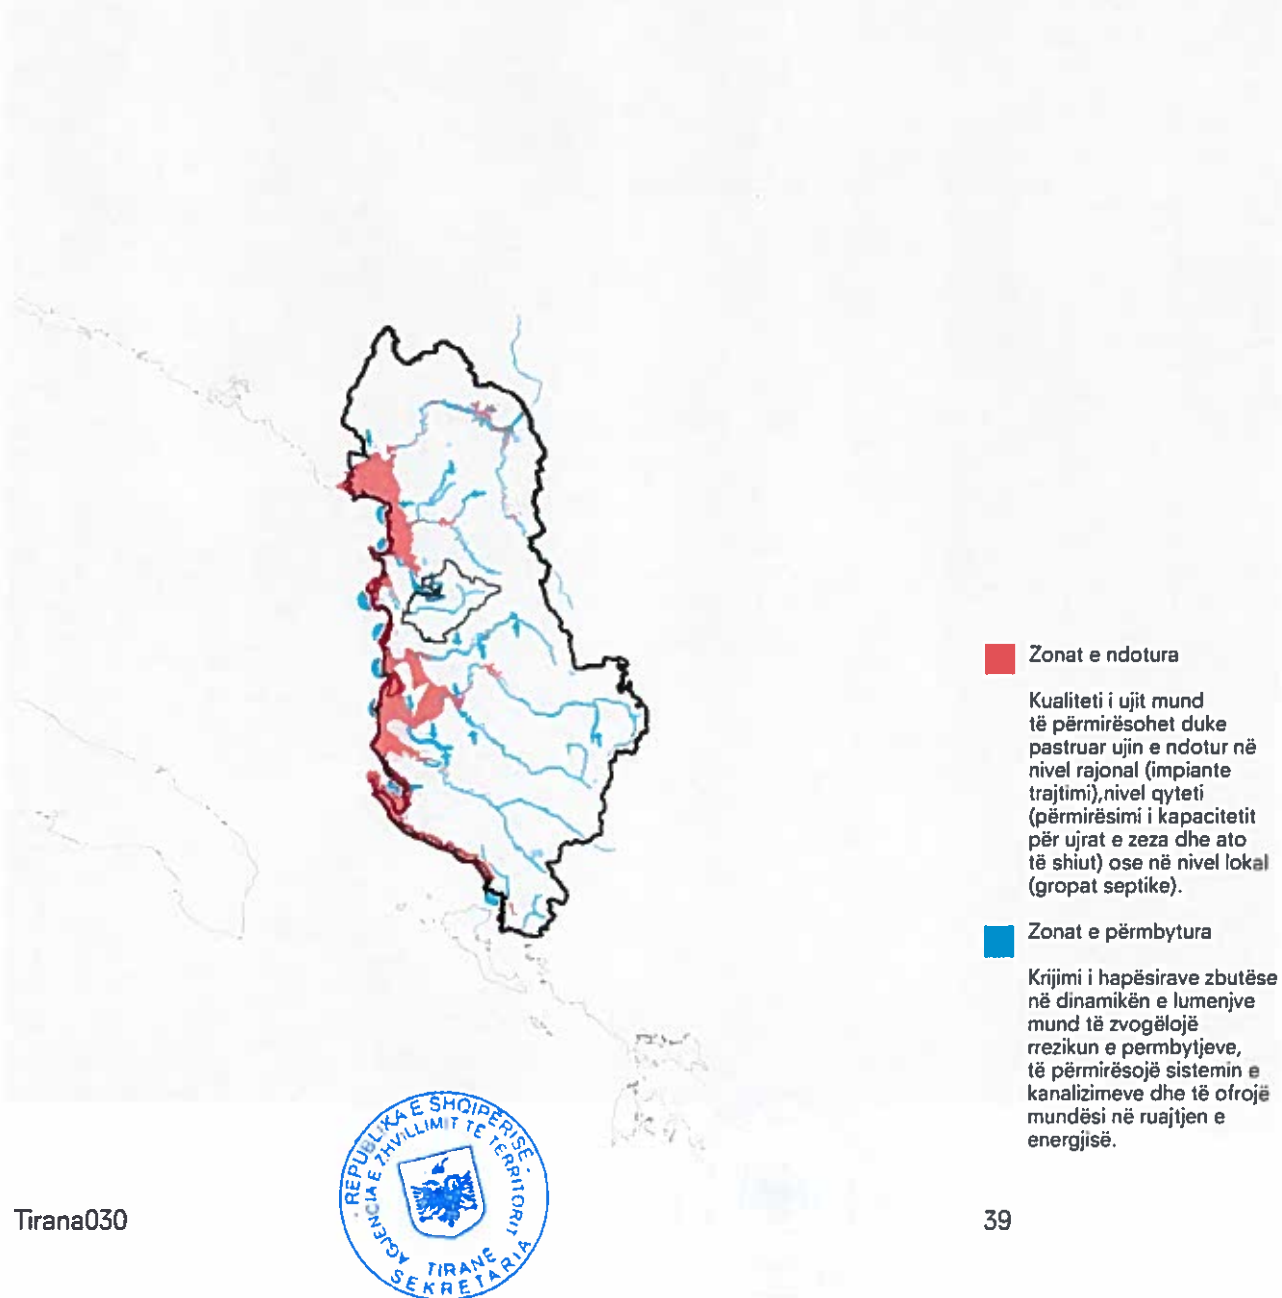 Zonat e ndotura
Kualiteti i ujit mund
të përmirësohet duke
pastruar ujin e ndotur në
nivel rajonal (impiante
trajtimi),nivel qyteti
(përmirësimi i kapacitetit
për ujrat e zeza dhe ato
të shiut) ose në nivel lokal
(gropat septike).
Zonat e përmbytura
Krijimi i hapësirave zbutëse
në dinamikën e lumenjve
mund të zvogëlojë
rrezikun e permbytjeve,
të përmirësojë sistemin e
kanalizimeve dhe të ofrojë
mundësi në ruajtjen e
energjisë.
- REPUBLIKA E SHQIPËRISË -
AGJENCIA E ZHVILLIMIT TË TERRITORIT
TIRANË
SEKRETARIA
Tirana030
39